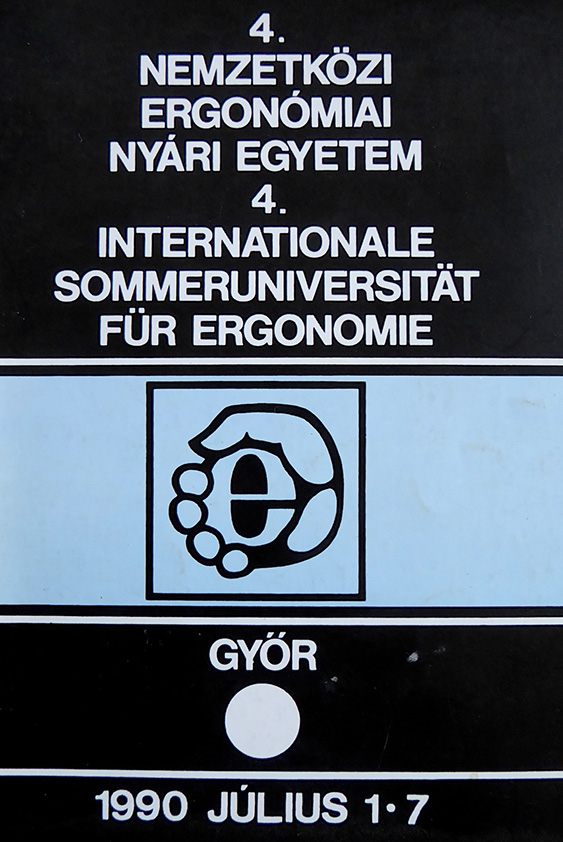 4.
NEMZETKÖZI
ERGONÓMIAI
NYÁRI EGYETEM
4.
INTERNATIONALE
SOMMERUNIVERSITÄT
FÜR ERGONOMIE
e
GYŐR
1990 JÚLIUS 1•7